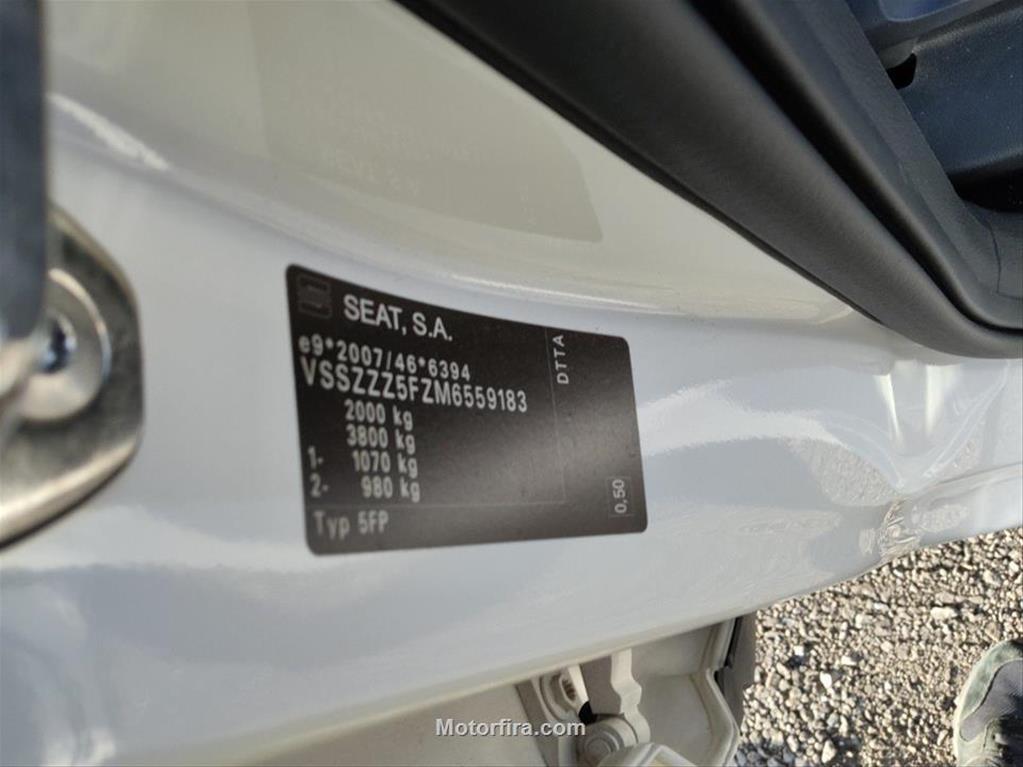 SEAT, S.A.
e9*2007/46*6394
VSSZZZ5FZM6559183
2000 kg
3800 kg
1- 1070 kg
2- 980 kg
Typ 5FP
DTTA
0,50
Motorfira.com